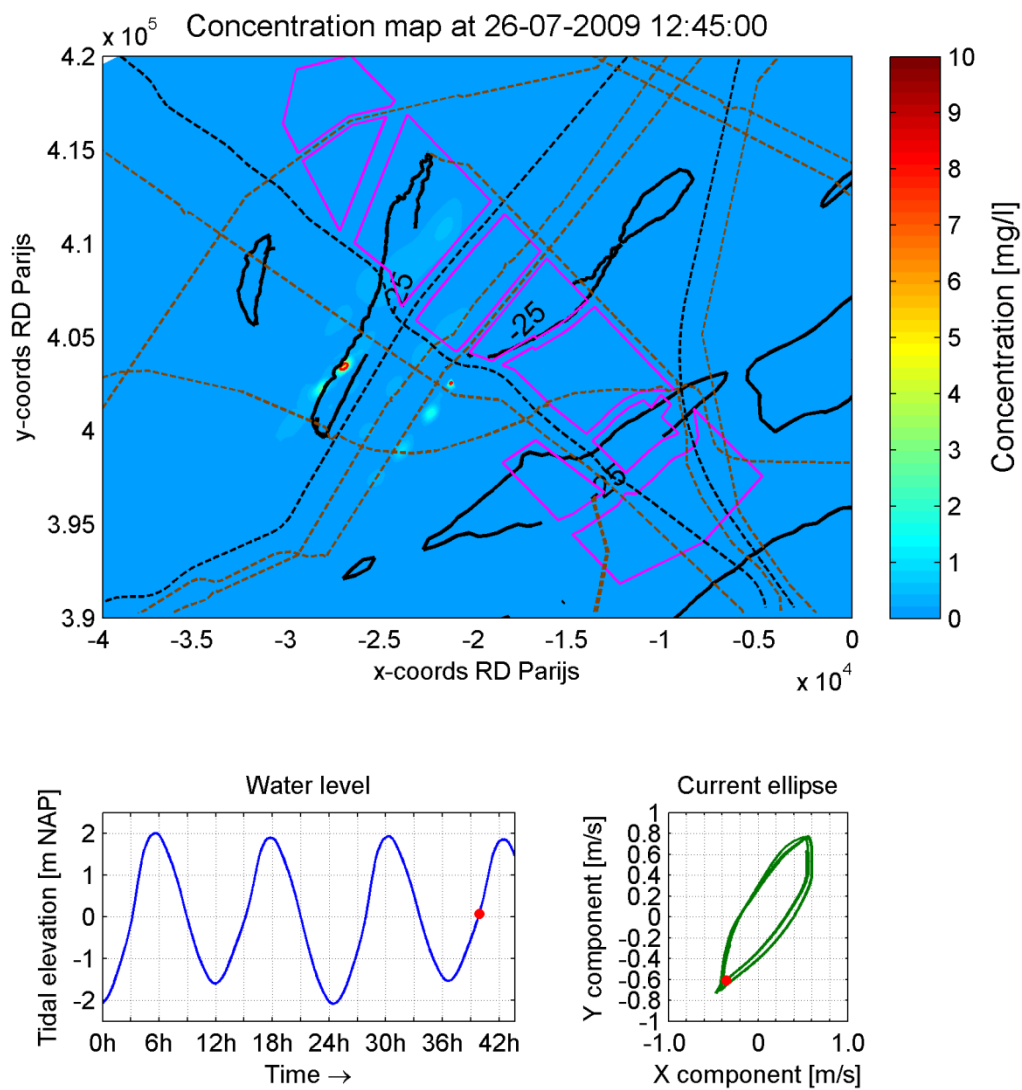 x 10⁵
Concentration map at 26-07-2009 12:45:00
4.2
4.15
4.1
4.05
4
3.95
3.9
y-coords RD Parijs
-25
-25
-25
-4
-3.5
-3
-2.5
-2
-1.5
-1
-0.5
0
x-coords RD Parijs
x 10⁴
10
9
8
7
6
5
4
3
2
1
0
Concentration [mg/l]
Water level
Tidal elevation [m NAP]
2
1
0
-1
-2
0h
6h
12h
18h
24h
30h
36h
42h
Time →
Current ellipse
Y component [m/s]
1
0.8
0.6
0.4
0.2
0
-0.2
-0.4
-0.6
-0.8
-1
-1.0
0
1.0
X component [m/s]